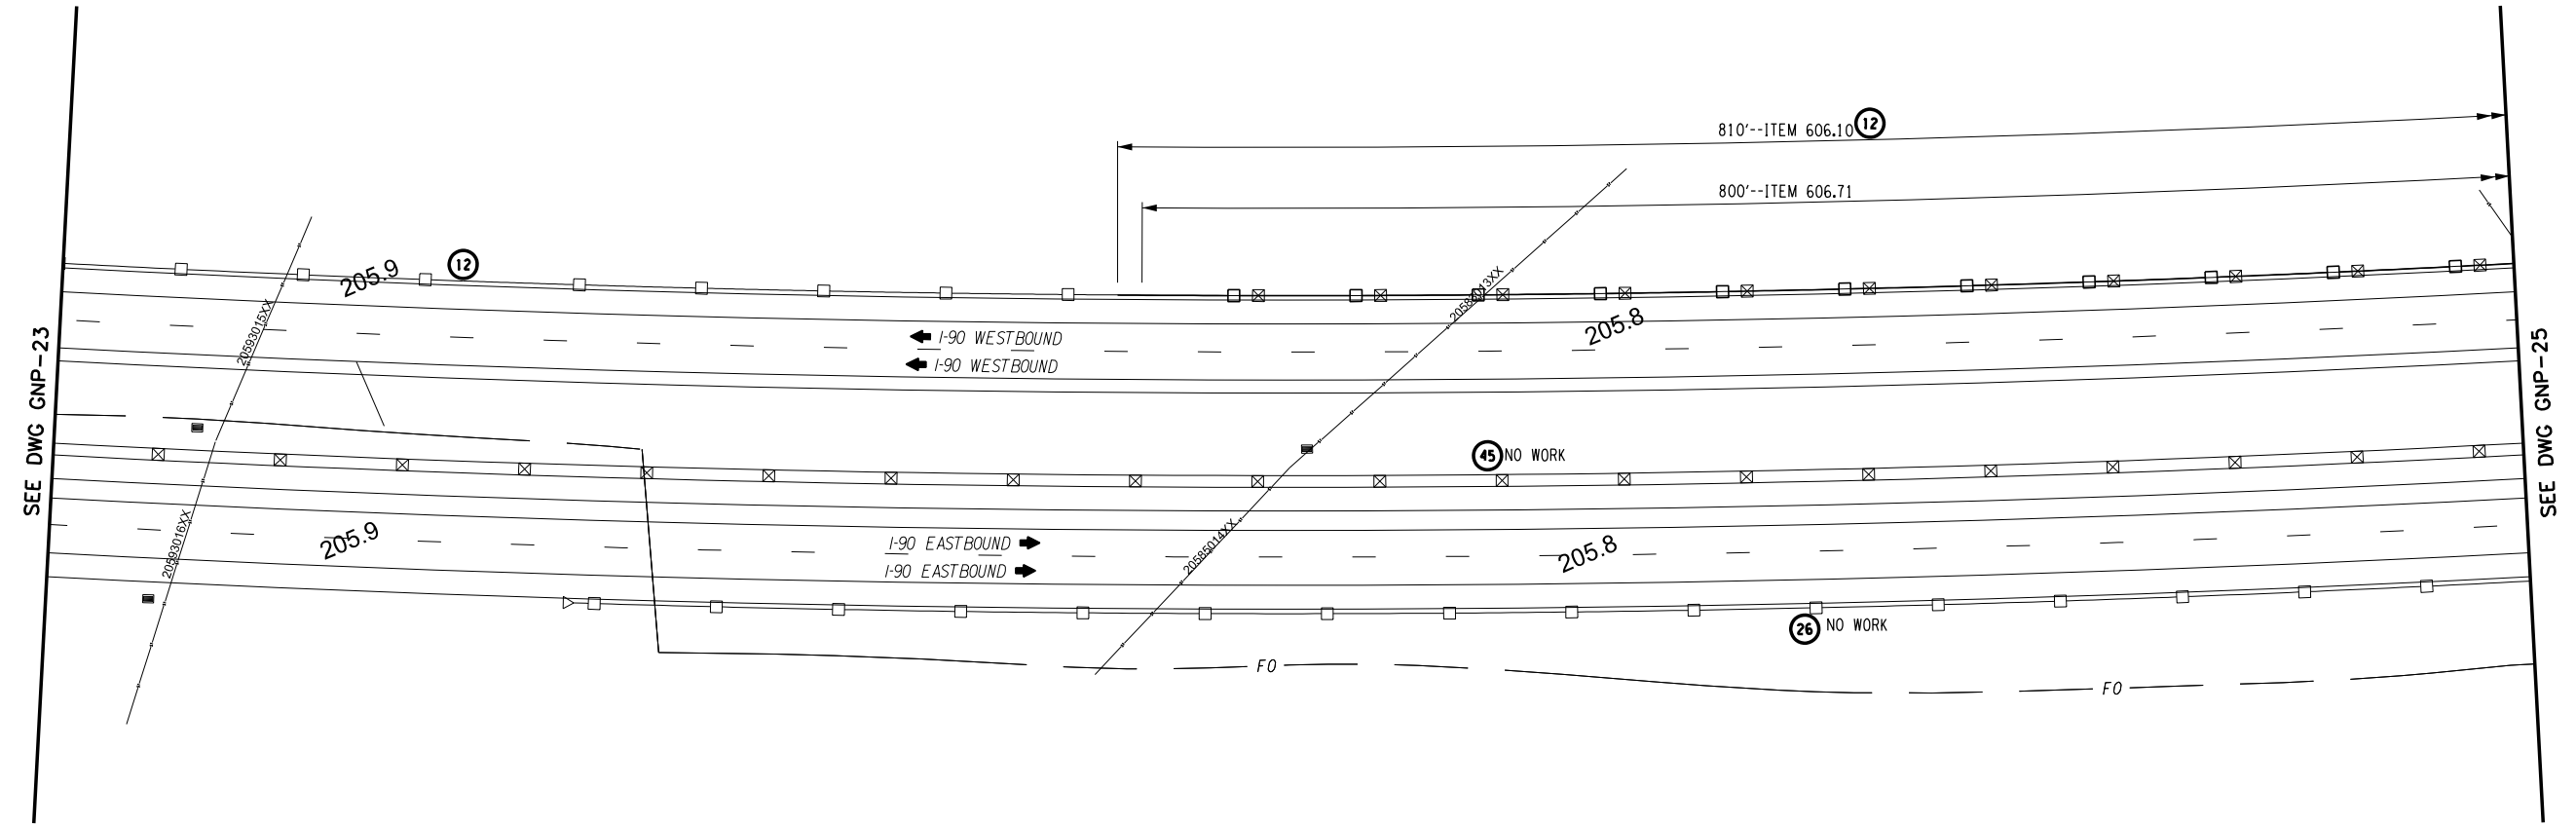 810'--ITEM 606.10 12
800'--ITEM 606.71
205.9
12
20593015XX
205.8
I-90 WESTBOUND
I-90 WESTBOUND
SEE DWG GNP-23
SEE DWG GNP-25
45 NO WORK
205.9
20593016XX
I-90 EASTBOUND
I-90 EASTBOUND
20585014XX
205.8
26 NO WORK
FO
FO